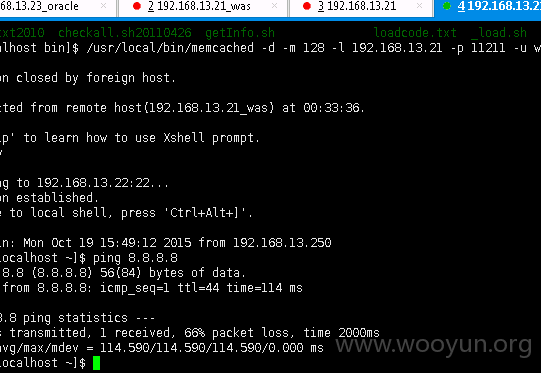 68.13.23_oracle 2 192.168.13.21_was 3 192.168.13.21 4 192.168.13.2
txt2010 checkall.sh20110426 getInfo.sh loadcode.txt _load.sh
alhost bin]$ /usr/local/bin/memcached -d -m 128 -l 192.168.13.21 -p 11211 -u w
on closed by foreign host.
cted from remote host(192.168.13.21_was) at 00:33:36.
lp' to learn how to use Xshell prompt.
ng to 192.168.13.22:22...
on established.
e to local shell, press 'Ctrl+Alt+]'.
in: Mon Oct 19 15:49:12 2015 from 192.168.13.250
localhost ~]$ ping 8.8.8.8
8.8 (8.8.8.8) 56(84) bytes of data.
from 8.8.8.8: icmp_seq=1 ttl=44 time=114 ms
8.8 ping statistics ---
s transmitted, 1 received, 66% packet loss, time 2000ms
avg/max/mdev = 114.590/114.590/114.590/0.000 ms
localhost ~]$
www.wooyun.org